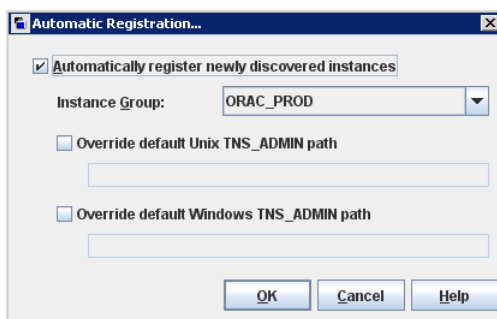 Automatic Registration...
Automatically register newly discovered instances
Instance Group: ORAC_PROD
Override default Unix TNS_ADMIN path
Override default Windows TNS_ADMIN path
OK Cancel Help